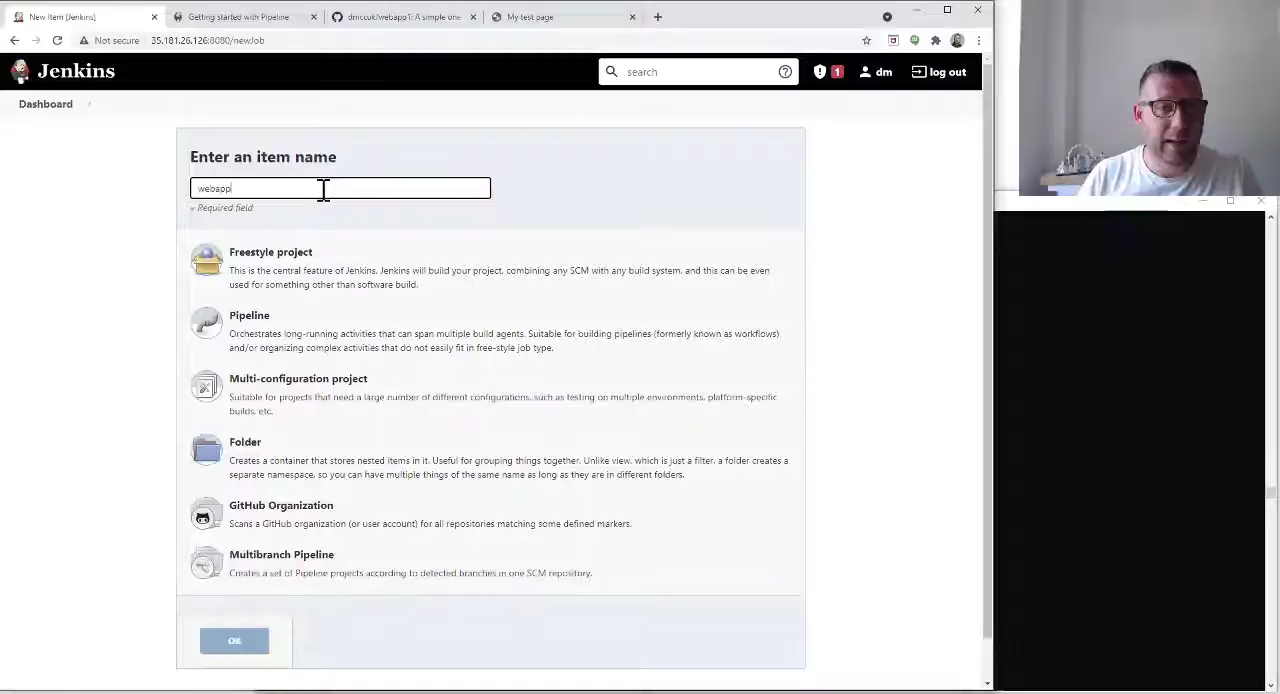 New Item [Jenkins]
Getting started with Pipeline
dmccuk/webapp1: A simple one
My test page
Not secure
35.181.26.126:8080/newJob
Jenkins
search
1
dm
log out
Dashboard
Enter an item name
webapp
» Required field
Freestyle project
This is the central feature of Jenkins. Jenkins will build your project, combining any SCM with any build system, and this can be even
used for something other than software build.
Pipeline
Orchestrates long-running activities that can span multiple build agents. Suitable for building pipelines (formerly known as workflows)
and/or organizing complex activities that do not easily fit in free-style job type.
Multi-configuration project
Suitable for projects that need a large number of different configurations, such as testing on multiple environments, platform-specific
builds, etc.
Folder
Creates a container that stores nested items in it. Useful for grouping things together. Unlike view, which is just a filter, a folder creates a
separate namespace, so you can have multiple things of the same name as long as they are in different folders.
GitHub Organization
Scans a GitHub organization (or user account) for all repositories matching some defined markers.
Multibranch Pipeline
Creates a set of Pipeline projects according to detected branches in one SCM repository.
OK